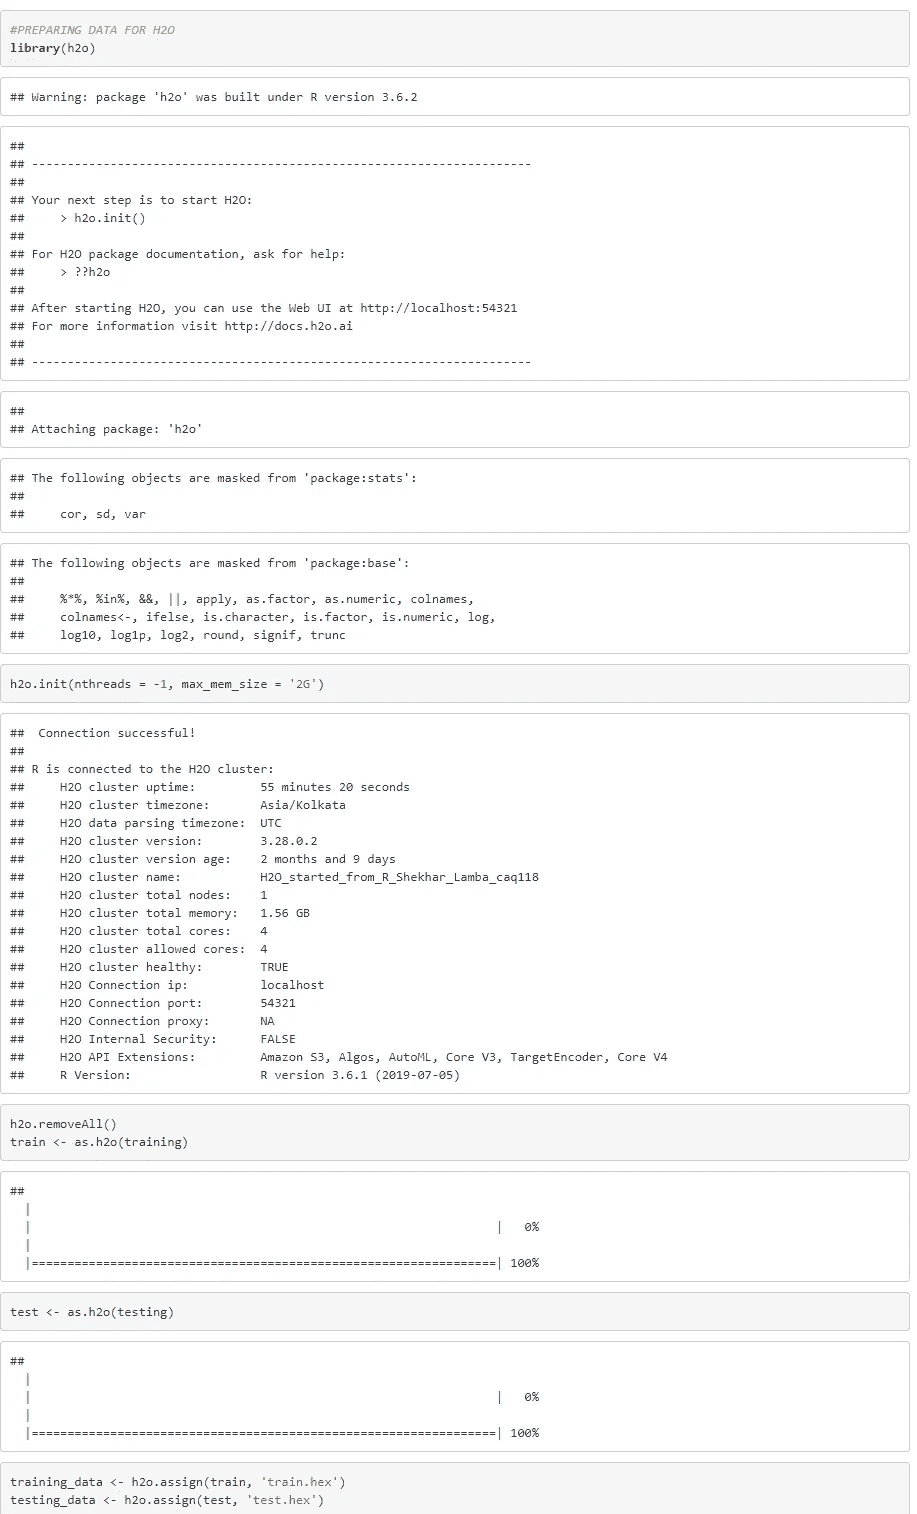 #PREPARING DATA FOR H2O
library(h2o)
## Warning: package 'h2o' was built under R version 3.6.2
##
## ----------------------------------------------------------------------
##
## Your next step is to start H2O:
##     > h2o.init()
##
## For H2O package documentation, ask for help:
##     > ??h2o
##
## After starting H2O, you can use the Web UI at http://localhost:54321
## For more information visit http://docs.h2o.ai
##
## ----------------------------------------------------------------------
##
## Attaching package: 'h2o'
## The following objects are masked from 'package:stats':
##
##     cor, sd, var
## The following objects are masked from 'package:base':
##
##     %*%, %in%, &&, ||, apply, as.factor, as.numeric, colnames,
##     colnames<-, ifelse, is.character, is.factor, is.numeric, log,
##     log10, log1p, log2, round, signif, trunc
h2o.init(nthreads = -1, max_mem_size = '2G')
##  Connection successful!
##
## R is connected to the H2O cluster:
##     H2O cluster uptime:         55 minutes 20 seconds
##     H2O cluster timezone:       Asia/Kolkata
##     H2O data parsing timezone:  UTC
##     H2O cluster version:        3.28.0.2
##     H2O cluster version age:    2 months and 9 days
##     H2O cluster name:           H2O_started_from_R_Shekhar_Lamba_caq118
##     H2O cluster total nodes:    1
##     H2O cluster total memory:   1.56 GB
##     H2O cluster total cores:    4
##     H2O cluster allowed cores:  4
##     H2O cluster healthy:        TRUE
##     H2O Connection ip:          localhost
##     H2O Connection port:        54321
##     H2O Connection proxy:       NA
##     H2O Internal Security:      FALSE
##     H2O API Extensions:         Amazon S3, Algos, AutoML, Core V3, TargetEncoder, Core V4
##     R Version:                  R version 3.6.1 (2019-07-05)
h2o.removeAll()
train <- as.h2o(training)
##
  |
  |                                                                 |   0%
  |
  |=================================================================| 100%
test <- as.h2o(testing)
##
  |
  |                                                                 |   0%
  |
  |=================================================================| 100%
training_data <- h2o.assign(train, 'train.hex')
testing_data <- h2o.assign(test, 'test.hex')